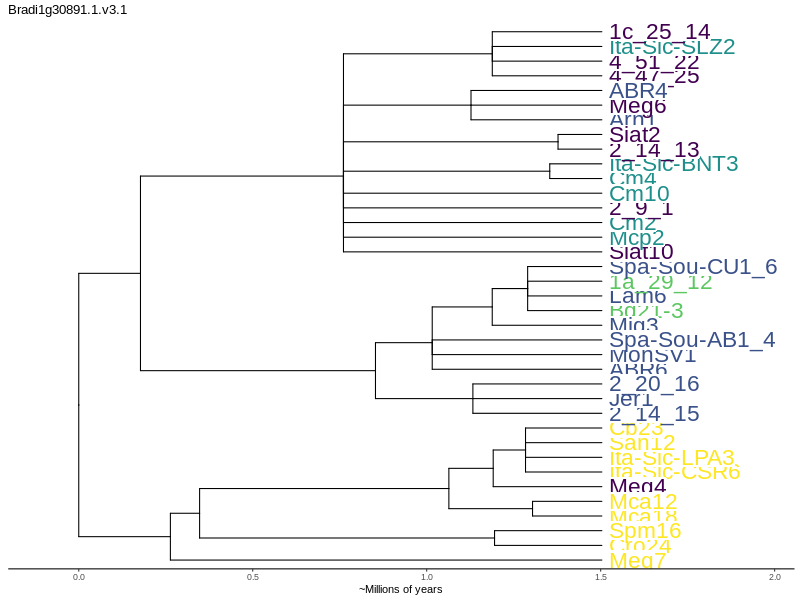 Bradi1g30891.1.v3.1
1c_25_14
Ita-Sic-SLZ2
4_51_22
4_47_25
ABR4
Meg6
Arn1
Siat2
2_14_13
Ita-Sic-BNT3
Cm4
Cm10
2_9_1
Cm2
Mcp2
Siat10
Spa-Sou-CU1_6
1a_29_12
Lam6
Bd21-3
Mig3
Spa-Sou-AB1_4
MonSV1
ABR6
2_20_16
Jer1
2_14_15
Cb23
San12
Ita-Sic-LPA3
Ita-Sic-CSR6
Meg4
Mca12
Mca18
Spm16
Cro24
Meg7
0.0 0.5 1.0 1.5 2.0
~Millions of years